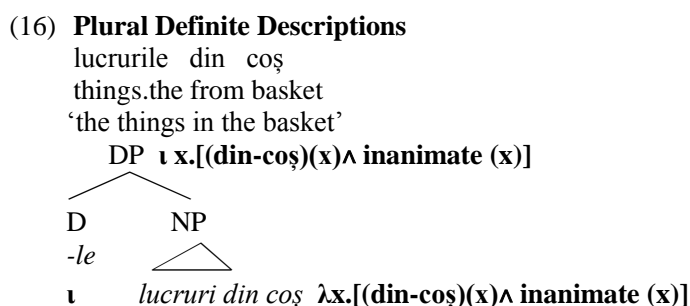 (16) Plural Definite Descriptions
lucrurile din coș
things.the from basket
‘the things in the basket’
DP ι x.[(din-coș)(x)∧ inanimate (x)]
D NP
-le
ι lucruri din coș λx.[(din-coș)(x)∧ inanimate (x)]